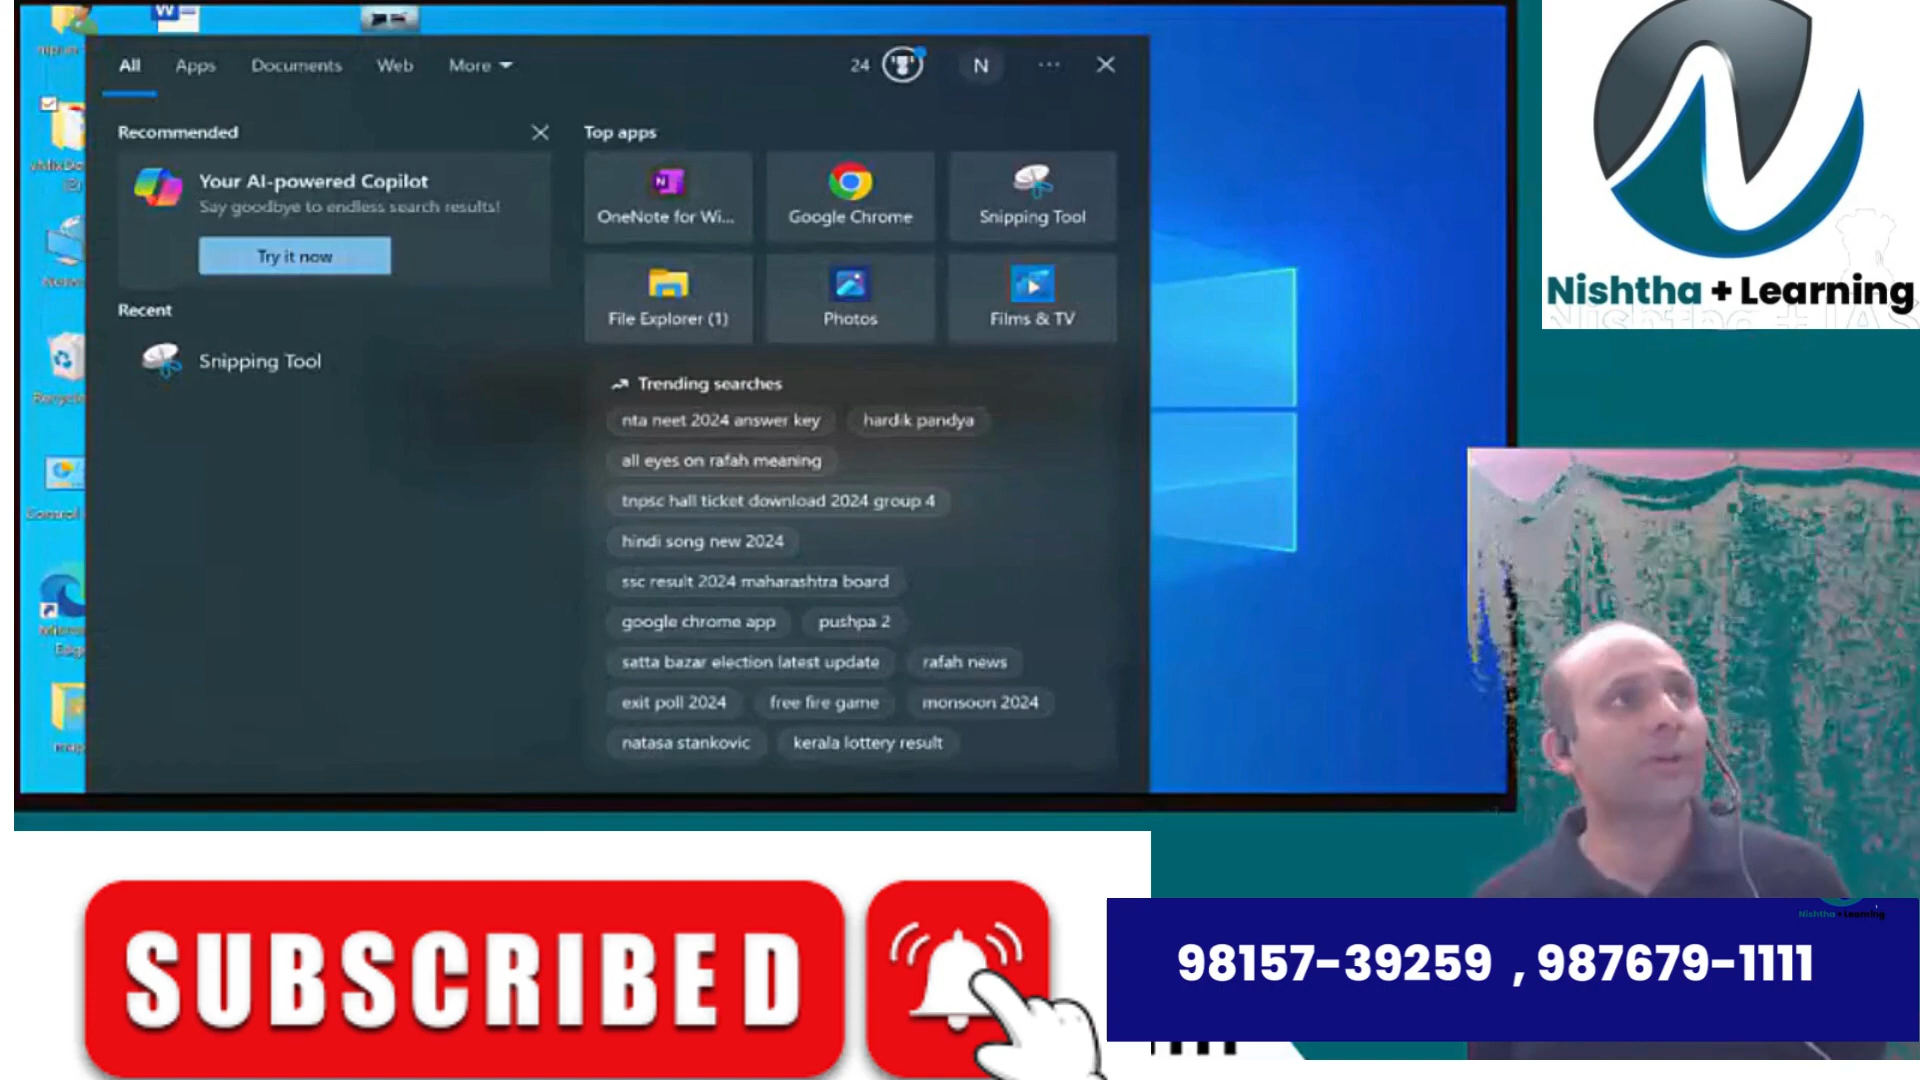 All Apps Documents Web More 24 N
Recommended
Your AI-powered Copilot
Say goodbye to endless search results!
Try it now
Recent
Snipping Tool
Top apps
OneNote for Wi...
Google Chrome
Snipping Tool
File Explorer (1)
Photos
Films & TV
Trending searches
nta neet 2024 answer key
hardik pandya
all eyes on rafah meaning
tnpsc hall ticket download 2024 group 4
hindi song new 2024
ssc result 2024 maharashtra board
google chrome app
pushpa 2
satta bazar election latest update
rafah news
exit poll 2024
free fire game
monsoon 2024
natasa stankovic
kerala lottery result
Nishtha + Learning
Nishtha + IAS
SUBSCRIBED
Nishtha + Learning
98157-39259 , 987679-1111